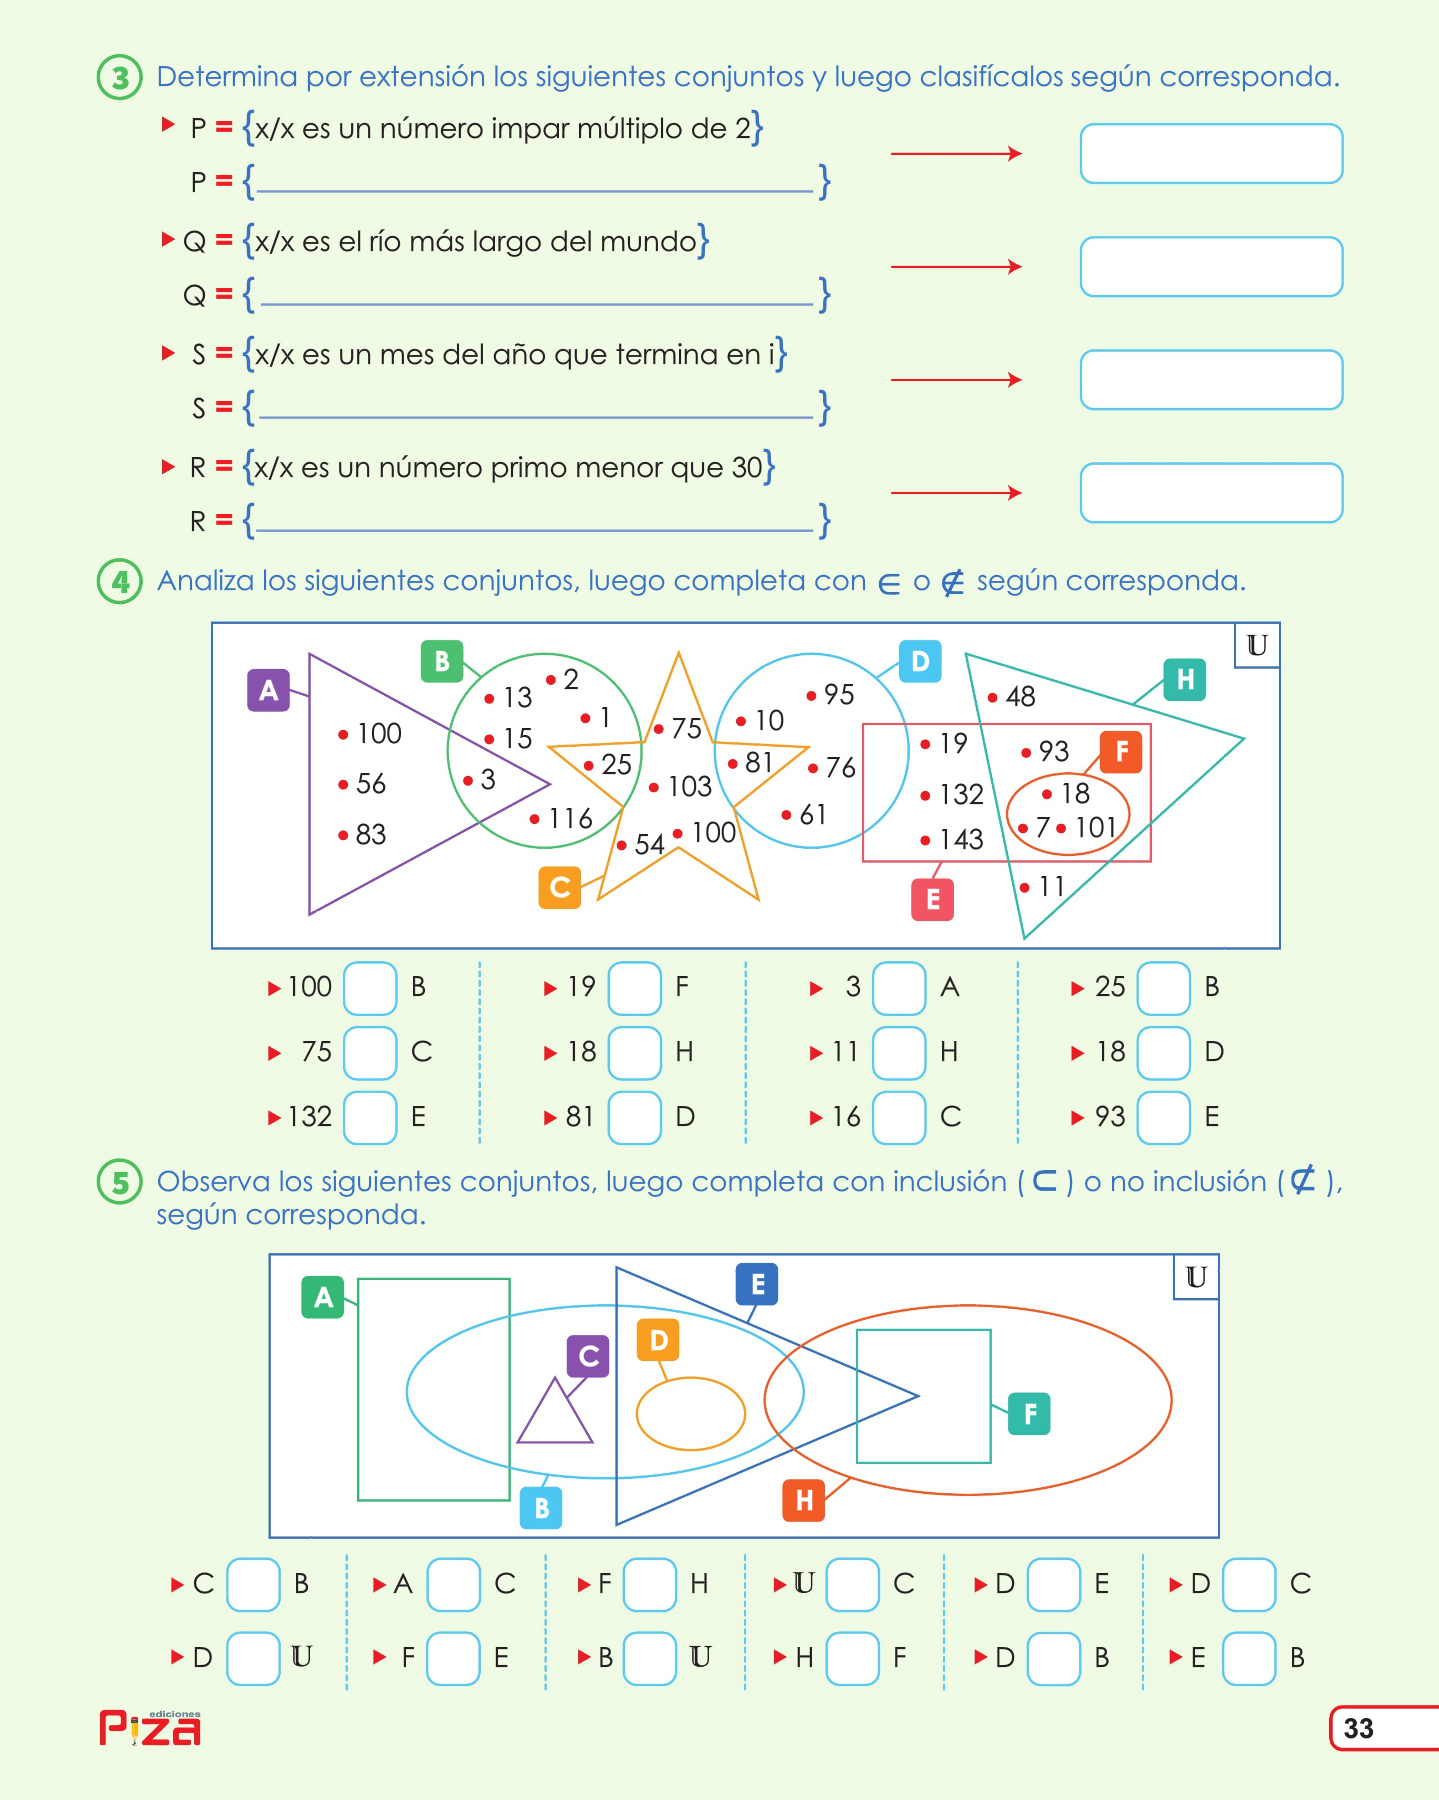 3 Determina por extensión los siguientes conjuntos y luego clasifícalos según corresponda.
P = {x/x es un número impar múltiplo de 2}
P = { }
Q = {x/x es el río más largo del mundo}
Q = { }
S = {x/x es un mes del año que termina en i}
S = { }
R = {x/x es un número primo menor que 30}
R = { }
4 Analiza los siguientes conjuntos, luego completa con ∈ o ∉ según corresponda.
U
A B D H
100 56 83
3
13 2 1 15 116
25
75 103 54 100
81
95 10 76 61
19 132 143
48 93 F
18 7 101
11
C E
100 B 19 F 3 A 25 B
75 C 18 H 11 H 18 D
132 E 81 D 16 C 93 E
5 Observa los siguientes conjuntos, luego completa con inclusión ( ⊂ ) o no inclusión ( ⊄ ),
según corresponda.
U
A E
C D
F
B H
C B A C F H U C D E D C
D U F E B U H F D B E B
ediciones
Piza
33